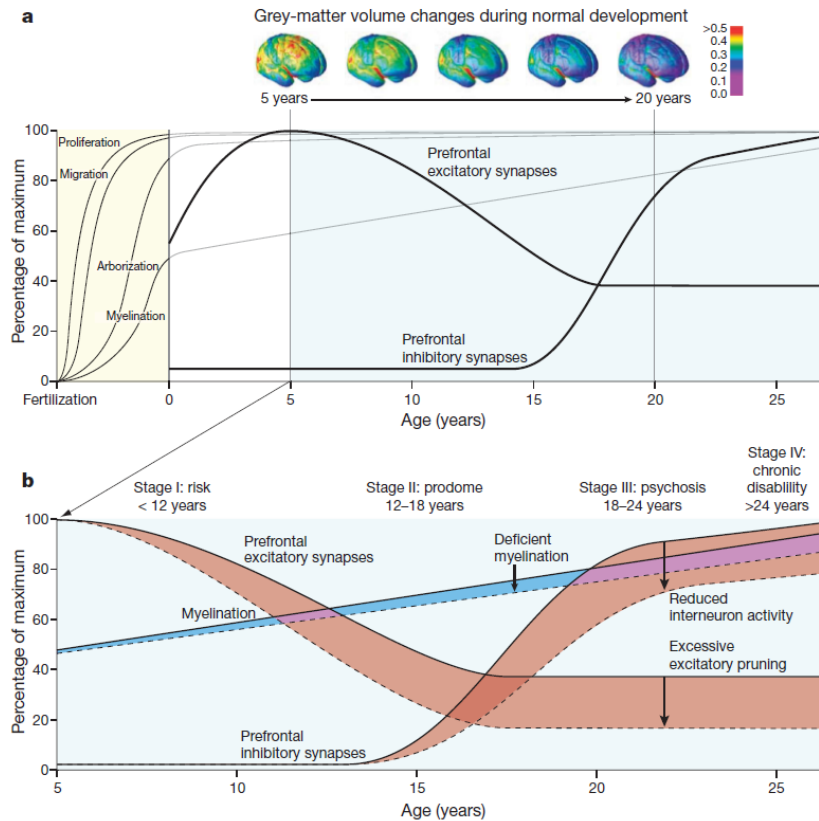 a
Grey-matter volume changes during normal development
>0.5
0.4
0.3
0.2
0.1
0.0
5 years
20 years
Percentage of maximum
100
80
60
40
20
0
Proliferation
Migration
Arborization
Myelination
Prefrontal
excitatory synapses
Prefrontal
inhibitory synapses
Fertilization
0
5
10
15
20
25
Age (years)
b
Stage I: risk
< 12 years
Stage II: prodome
12–18 years
Stage III: psychosis
18–24 years
Stage IV:
chronic
disablility
>24 years
Percentage of maximum
100
80
60
40
20
0
Prefrontal
excitatory synapses
Deficient
myelination
Myelination
Reduced
interneuron activity
Excessive
excitatory pruning
Prefrontal
inhibitory synapses
5
10
15
20
25
Age (years)